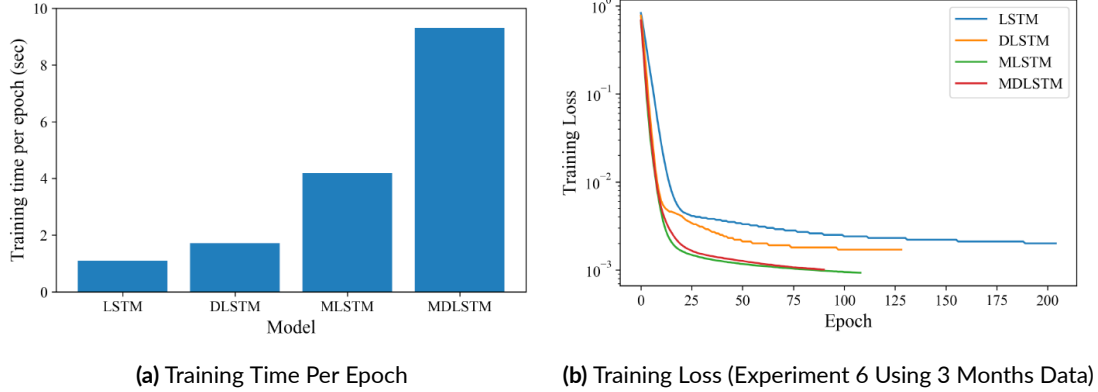 10
8
6
4
2
0
Training time per epoch (sec)
LSTM DLSTM MLSTM MDLSTM
Model
(a) Training Time Per Epoch
10⁰
10⁻¹
10⁻²
10⁻³
Training Loss
LSTM
DLSTM
MLSTM
MDLSTM
0 25 50 75 100 125 150 175 200
Epoch
(b) Training Loss (Experiment 6 Using 3 Months Data)